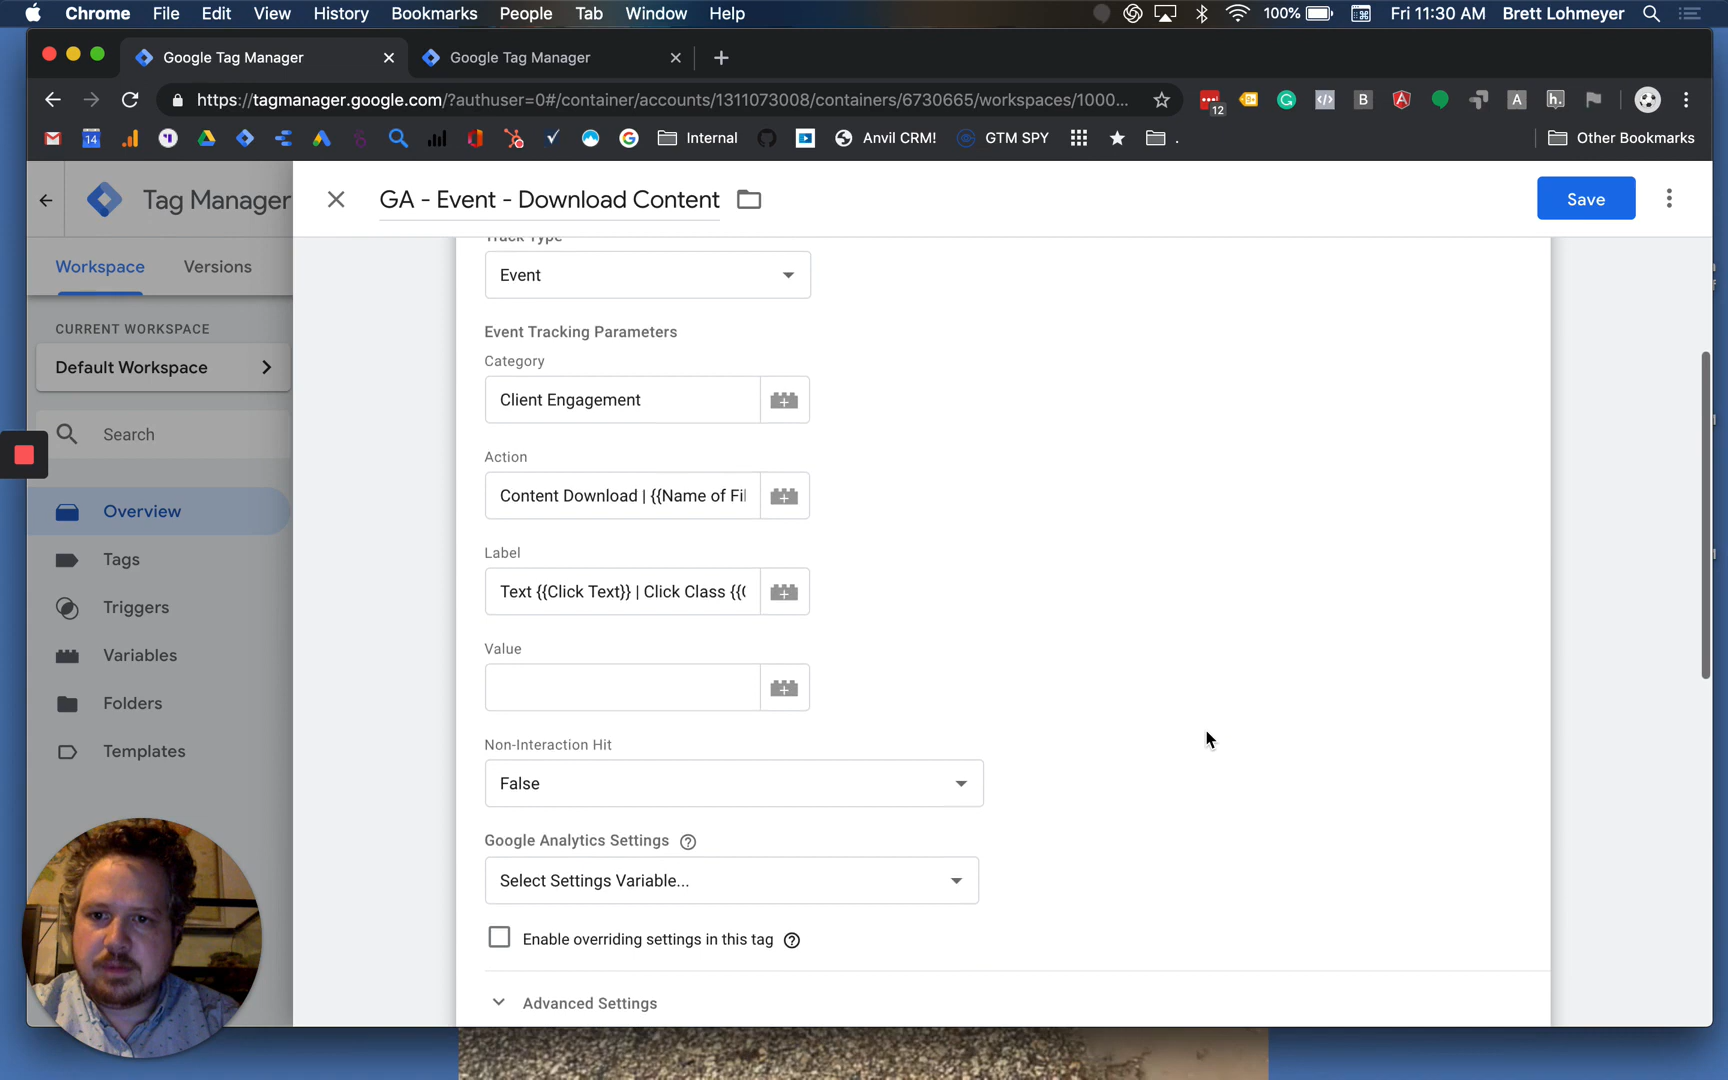 Chrome File Edit View History Bookmarks People Tab Window Help 100% Fri 11:30 AM Brett Lohmeyer
Google Tag Manager Google Tag Manager
https://tagmanager.google.com/?authuser=0#/container/accounts/1311073008/containers/6730665/workspaces/1000... 12 B A h.
14 Internal Anvil CRM! GTM SPY . Other Bookmarks
Tag Manager
GA - Event - Download Content
Save
Workspace Versions
CURRENT WORKSPACE
Default Workspace
Search
Overview
Tags
Triggers
Variables
Folders
Templates
Track Type
Event
Event Tracking Parameters
Category
Client Engagement
Action
Content Download | {{Name of Fil
Label
Text {{Click Text}} | Click Class {{C
Value
Non-Interaction Hit
False
Google Analytics Settings
Select Settings Variable...
Enable overriding settings in this tag
Advanced Settings